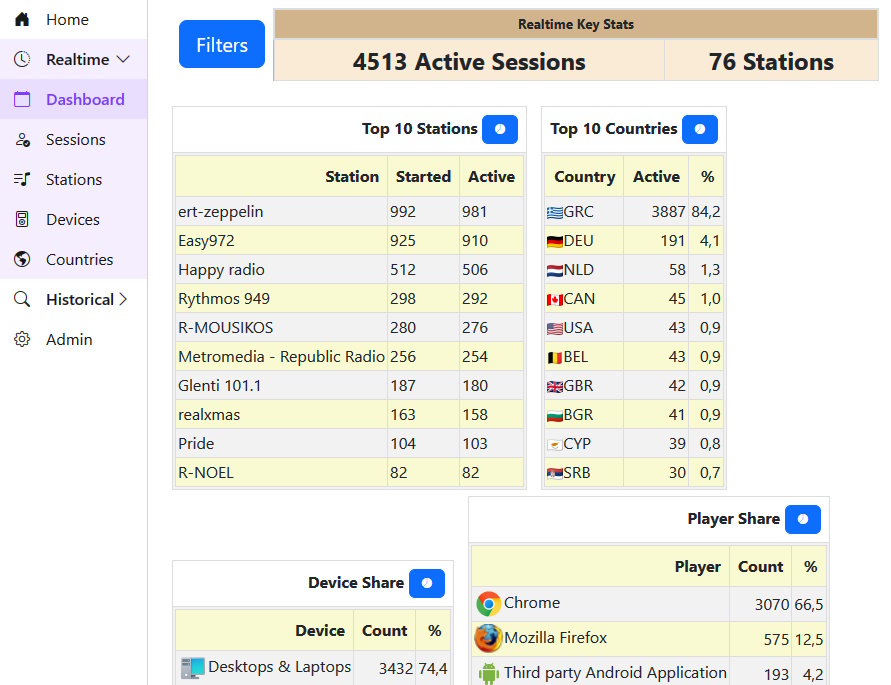 Home
Realtime
Dashboard
Sessions
Stations
Devices
Countries
Historical
Admin
Filters
Realtime Key Stats
4513 Active Sessions 76 Stations
Top 10 Stations
Station Started Active
ert-zeppelin 992 981
Easy972 925 910
Happy radio 512 506
Rythmos 949 298 292
R-MOUSIKOS 280 276
Metromedia - Republic Radio 256 254
Glenti 101.1 187 180
realxmas 163 158
Pride 104 103
R-NOEL 82 82
Top 10 Countries
Country Active %
GRC 3887 84,2
DEU 191 4,1
NLD 58 1,3
CAN 45 1,0
USA 43 0,9
BEL 43 0,9
GBR 42 0,9
BGR 41 0,9
CYP 39 0,8
SRB 30 0,7
Device Share
Device Count %
Desktops & Laptops 3432 74,4
Player Share
Player Count %
Chrome 3070 66,5
Mozilla Firefox 575 12,5
Third party Android Application 193 4,2